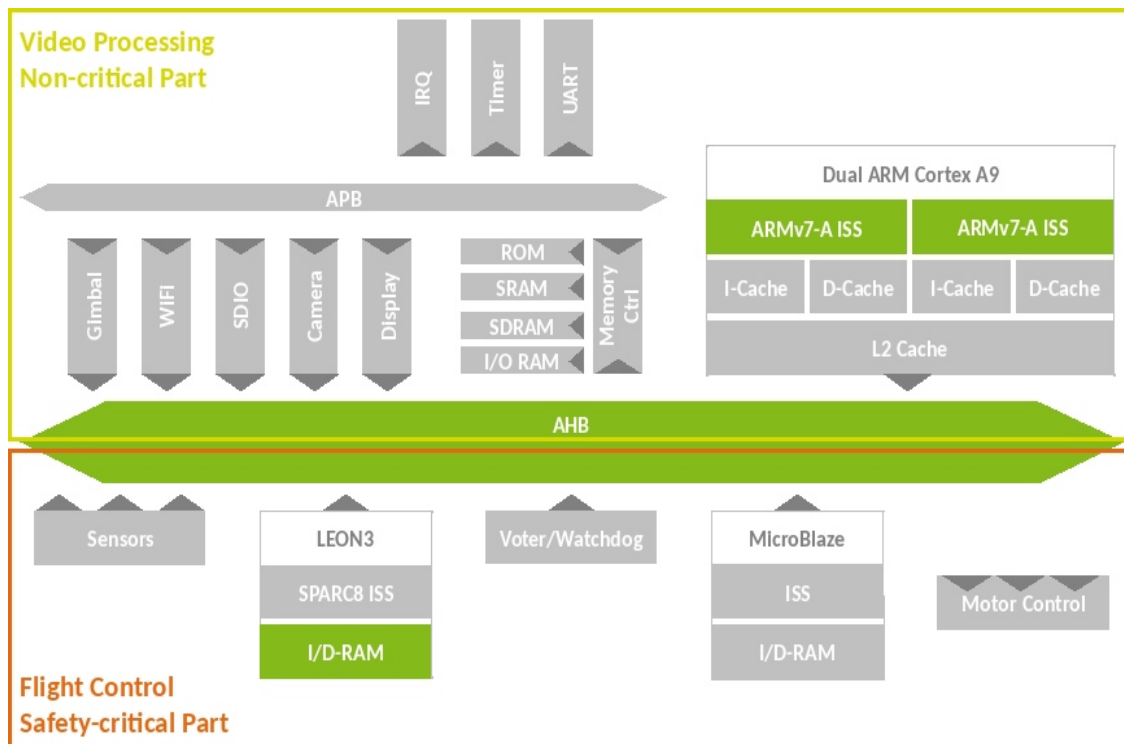 Video Processing
Non-critical Part
IRQ
Timer
UART
APB
Dual ARM Cortex A9
ARMv7-A ISS
ARMv7-A ISS
I-Cache
D-Cache
I-Cache
D-Cache
L2 Cache
Gimbal
WIFI
SDIO
Camera
Display
ROM
SRAM
SDRAM
I/O RAM
Memory
Ctrl
AHB
Sensors
LEON3
SPARC8 ISS
I/D-RAM
Voter/Watchdog
MicroBlaze
ISS
I/D-RAM
Motor Control
Flight Control
Safety-critical Part